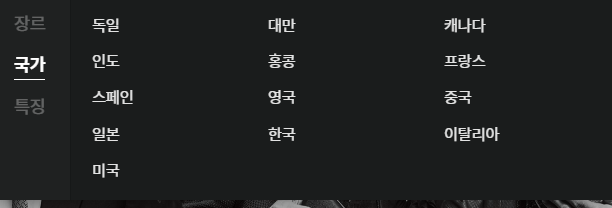 장르
국가
특징
독일 대만 캐나다
인도 홍콩 프랑스
스페인 영국 중국
일본 한국 이탈리아
미국